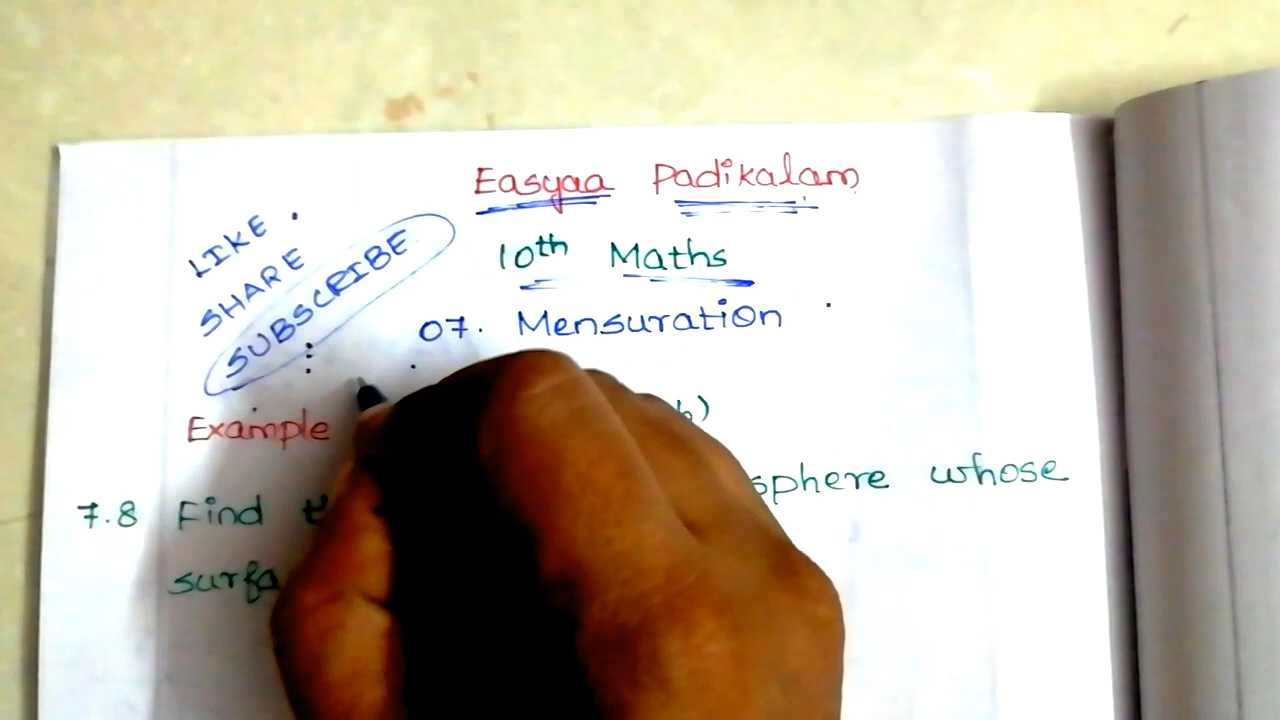 Easyaa Padikalam
LIKE
SHARE
SUBSCRIBE
10th Maths
07. Mensuration
Example
7.8 Find sphere whose